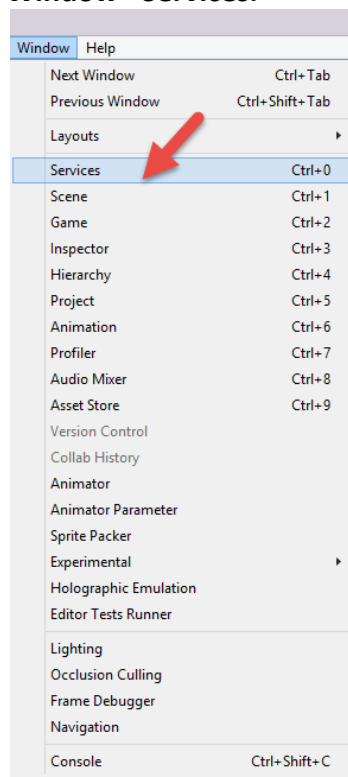 Window Help
Next Window Ctrl+Tab
Previous Window Ctrl+Shift+Tab
Layouts
Services Ctrl+0
Scene Ctrl+1
Game Ctrl+2
Inspector Ctrl+3
Hierarchy Ctrl+4
Project Ctrl+5
Animation Ctrl+6
Profiler Ctrl+7
Audio Mixer Ctrl+8
Asset Store Ctrl+9
Version Control
Collab History
Animator
Animator Parameter
Sprite Packer
Experimental
Holographic Emulation
Editor Tests Runner
Lighting
Occlusion Culling
Frame Debugger
Navigation
Console Ctrl+Shift+C